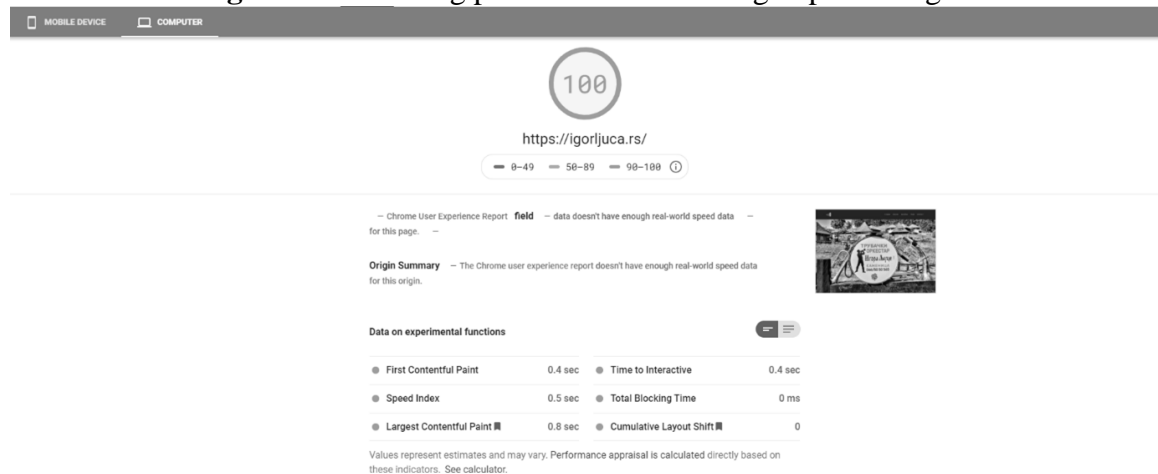 MOBILE DEVICE COMPUTER
100
https://igorljuca.rs/
0–49 50–89 90–100
– Chrome User Experience Report field – data doesn't have enough real-world speed data –
for this page. –
Origin Summary – The Chrome user experience report doesn't have enough real-world speed data
for this origin.
Data on experimental functions
First Contentful Paint 0.4 sec Time to Interactive 0.4 sec
Speed Index 0.5 sec Total Blocking Time 0 ms
Largest Contentful Paint 0.8 sec Cumulative Layout Shift 0
Values represent estimates and may vary. Performance appraisal is calculated directly based on
these indicators. See calculator.
ТРУБАЧКИ
ОРКЕСТАР